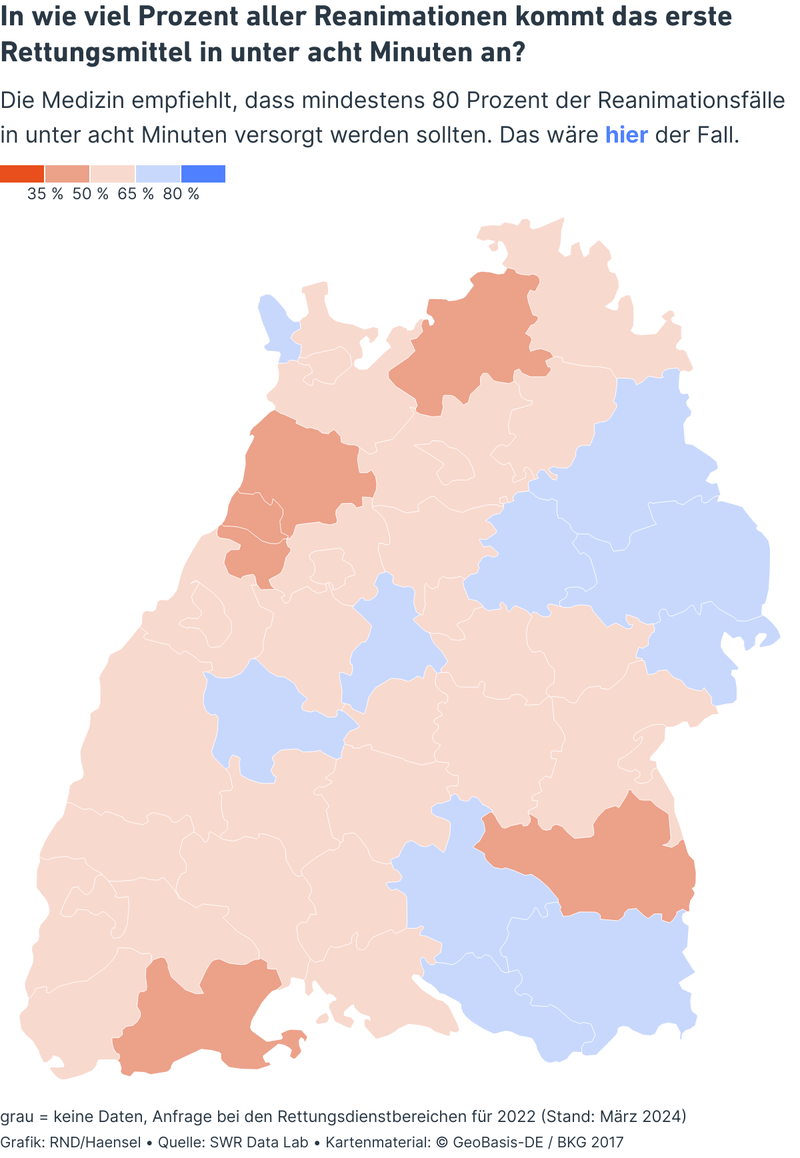 In wie viel Prozent aller Reanimationen kommt das erste
Rettungsmittel in unter acht Minuten an?
Die Medizin empfiehlt, dass mindestens 80 Prozent der Reanimationsfälle
in unter acht Minuten versorgt werden sollten. Das wäre hier der Fall.
35 % 50 % 65 % 80 %
grau = keine Daten, Anfrage bei den Rettungsdienstbereichen für 2022 (Stand: März 2024)
Grafik: RND/Haensel • Quelle: SWR Data Lab • Kartenmaterial: © GeoBasis-DE / BKG 2017